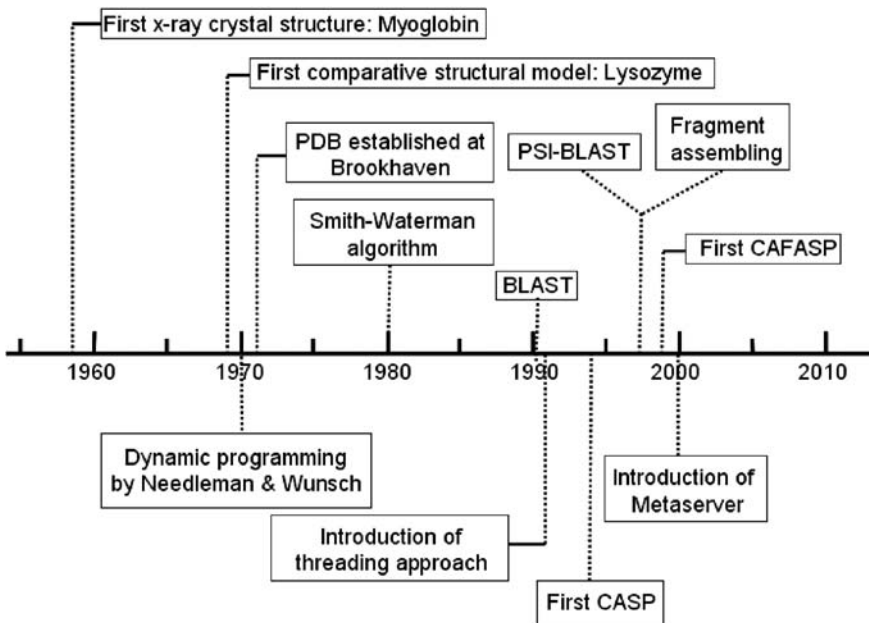 First x-ray crystal structure: Myoglobin
First comparative structural model: Lysozyme
PDB established at
Brookhaven
PSI-BLAST
Fragment
assembling
Smith-Waterman
algorithm
First CAFASP
BLAST
1960
1970
1980
1990
2000
2010
Dynamic programming
by Needleman & Wunsch
Introduction of
Metaserver
Introduction of
threading approach
First CASP